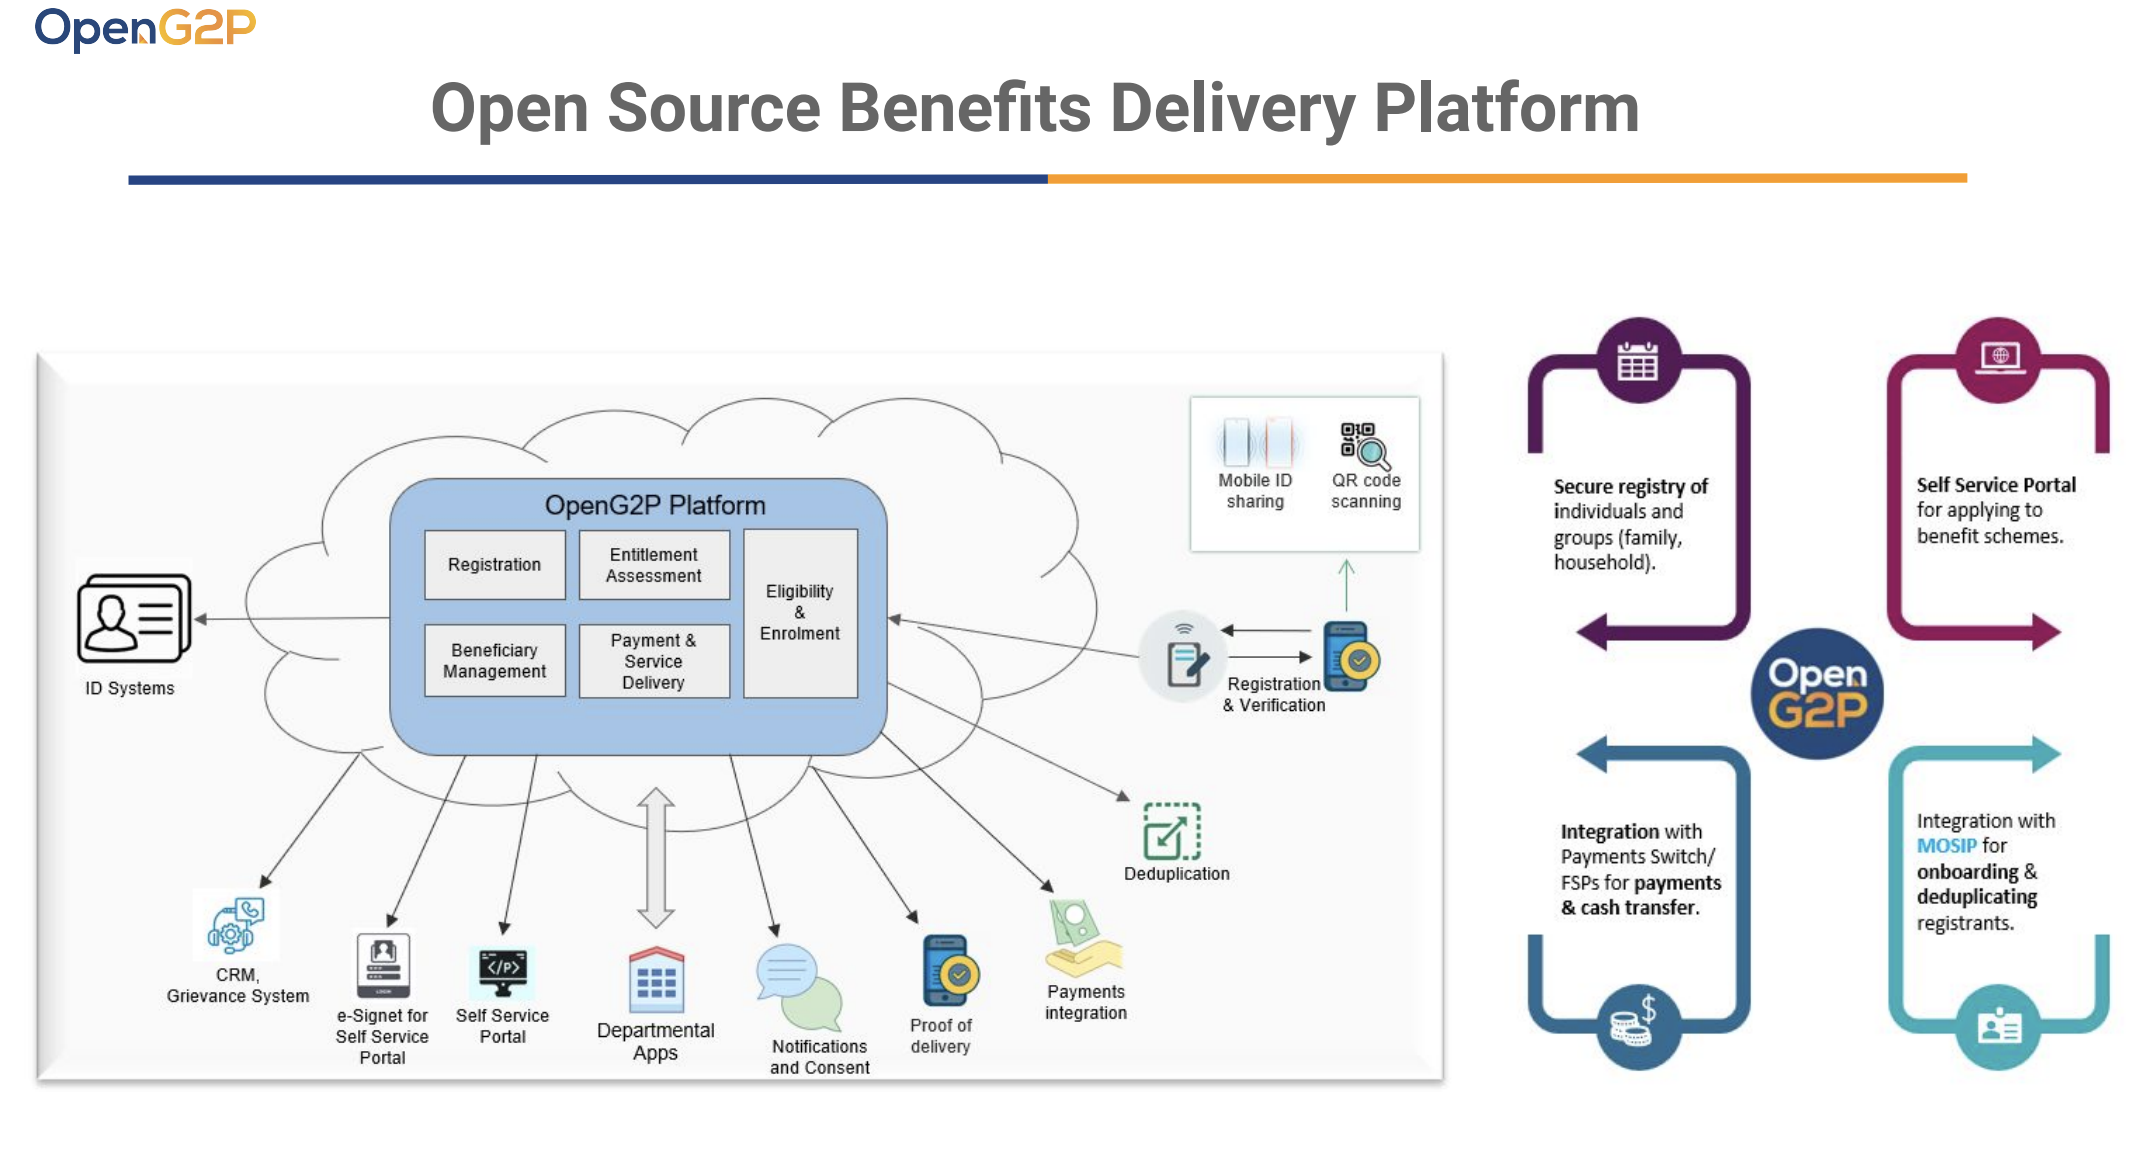 OpenG2P
Open Source Benefits Delivery Platform
OpenG2P Platform
Registration
Entitlement
Assessment
Eligibility
&
Enrolment
Beneficiary
Management
Payment &
Service
Delivery
ID Systems
Mobile ID
sharing
QR code
scanning
Registration
& Verification
Deduplication
CRM,
Grievance System
LOGIN
e-Signet for
Self Service
Portal
</P>
Self Service
Portal
Departmental
Apps
Notifications
and Consent
Proof of
delivery
Payments
integration
Secure registry of
individuals and
groups (family,
household).
Self Service Portal
for applying to
benefit schemes.
Open
G2P
Integration with
Payments Switch/
FSPs for payments
& cash transfer.
$
Integration with
MOSIP for
onboarding &
deduplicating
registrants.